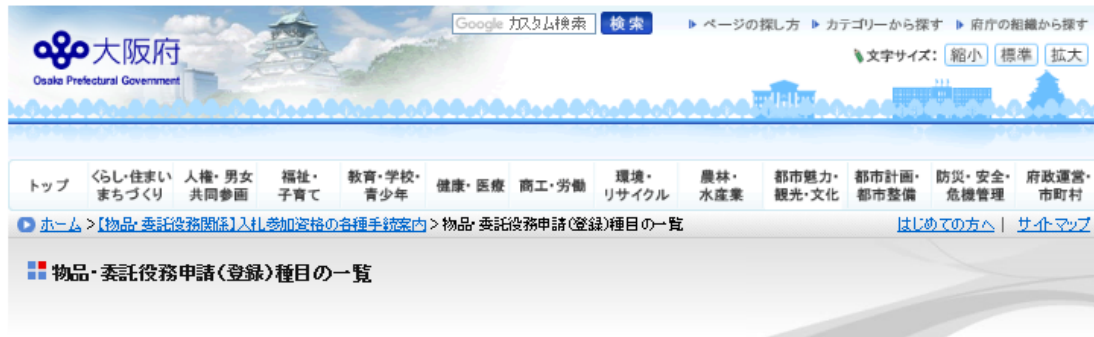 Google カスタム検索 検索 ページの探し方 カテゴリーから探す 府庁の組織から探す
大阪府
Osaka Prefectural Government
文字サイズ: 縮小 標準 拡大
トップ くらし・住まい まちづくり 人権・男女 共同参画 福祉・ 子育て 教育・学校・ 青少年 健康・医療 商工・労働 環境・ リサイクル 農林・ 水産業 都市魅力・ 観光・文化 都市計画・ 都市整備 防災・安全・ 危機管理 府政運営・ 市町村
ホーム >【物品・委託役務関係】入札参加資格の各種手続案内 > 物品・委託役務申請(登録)種目の一覧 はじめての方へ | サイトマップ
物品・委託役務申請(登録)種目の一覧